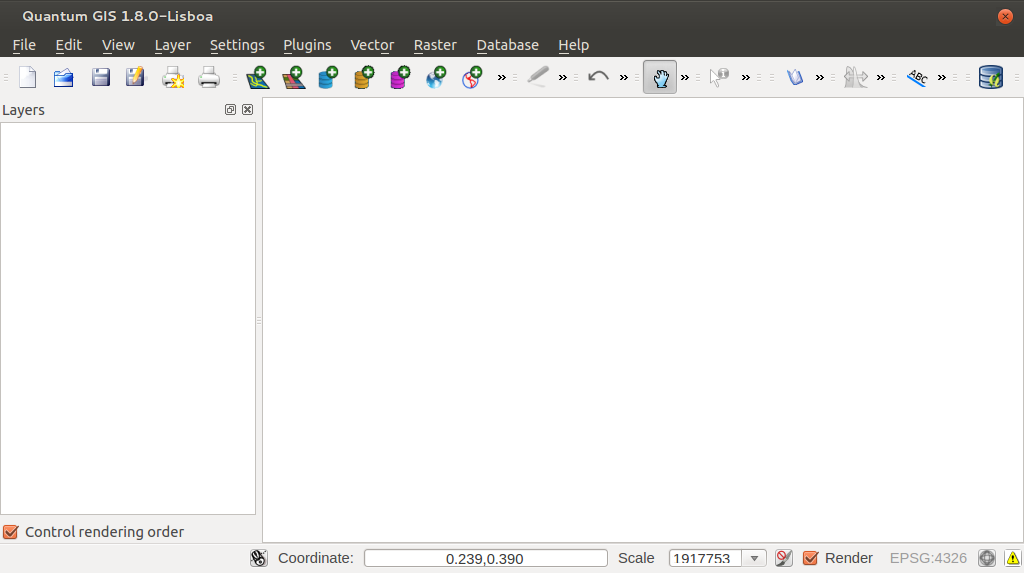 Quantum GIS 1.8.0-Lisboa
File Edit View Layer Settings Plugins Vector Raster Database Help
ABC
Layers
Control rendering order
Coordinate: 0.239,0.390 Scale 1917753 Render EPSG:4326